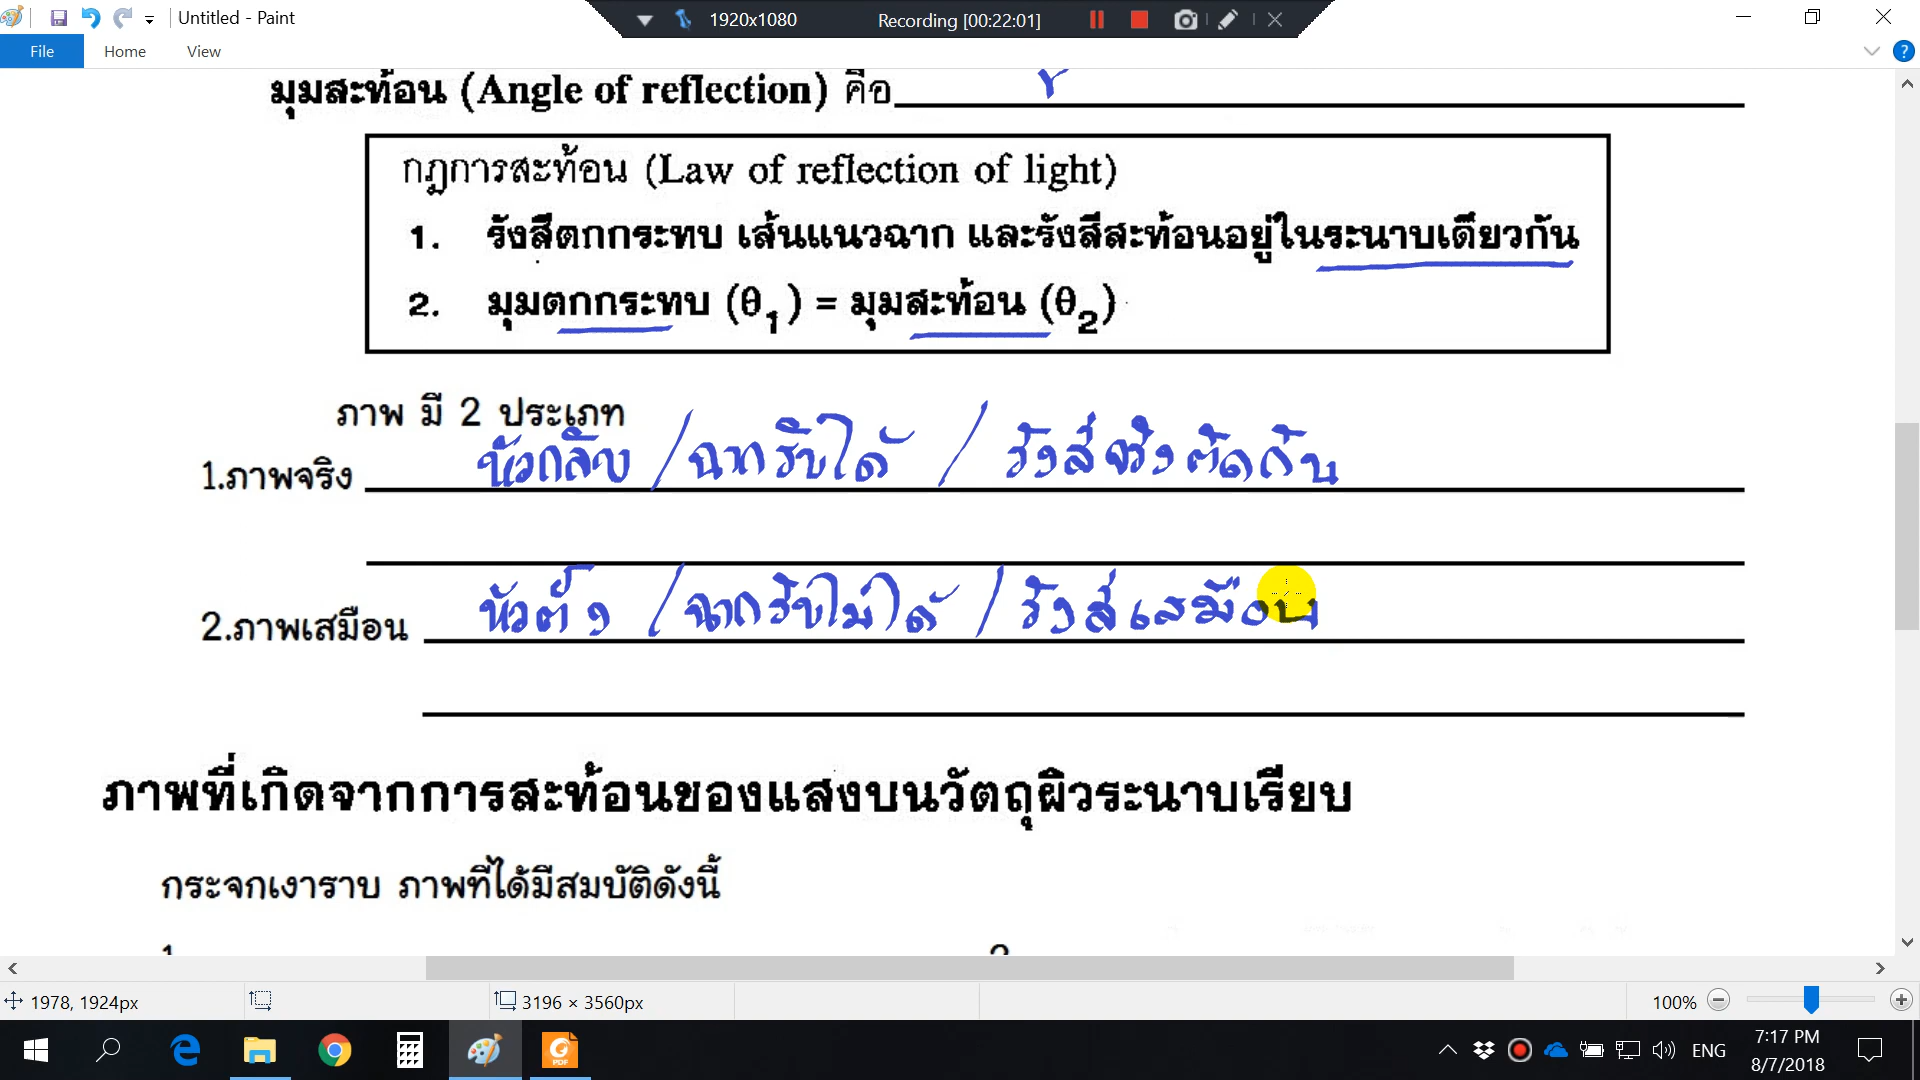 Untitled - Paint
1920x1080
Recording [00:22:01]
File
Home
View
มุมสะท้อน (Angle of reflection) คือ r
กฎการสะท้อน (Law of reflection of light)
1. รังสีตกกระทบ เส้นแนวฉาก และรังสีสะท้อนอยู่ในระนาบเดียวกัน
2. มุมตกกระทบ (θ1) = มุมสะท้อน (θ2)
ภาพ มี 2 ประเภท
1.ภาพจริง หัวกลับ / ฉากรับได้ / รังสีจริงตัดกัน
2.ภาพเสมือน หัวตั้ง / ฉากรับไม่ได้ / รังสีเสมือน
ภาพที่เกิดจากการสะท้อนของแสงบนวัตถุผิวระนาบเรียบ
กระจกเงาราบ ภาพที่ได้มีสมบัติดังนี้
1978, 1924px
3196 × 3560px
100%
PDF
ENG
7:17 PM
8/7/2018